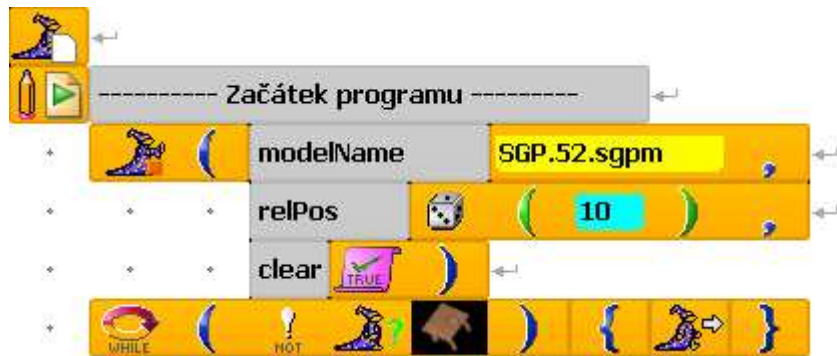 ---------- Začátek programu ---------
( modelName SGP.52.sgpm ,
relPos ( 10 ) ,
clear TRUE )
WHILE ( NOT ? ) { }